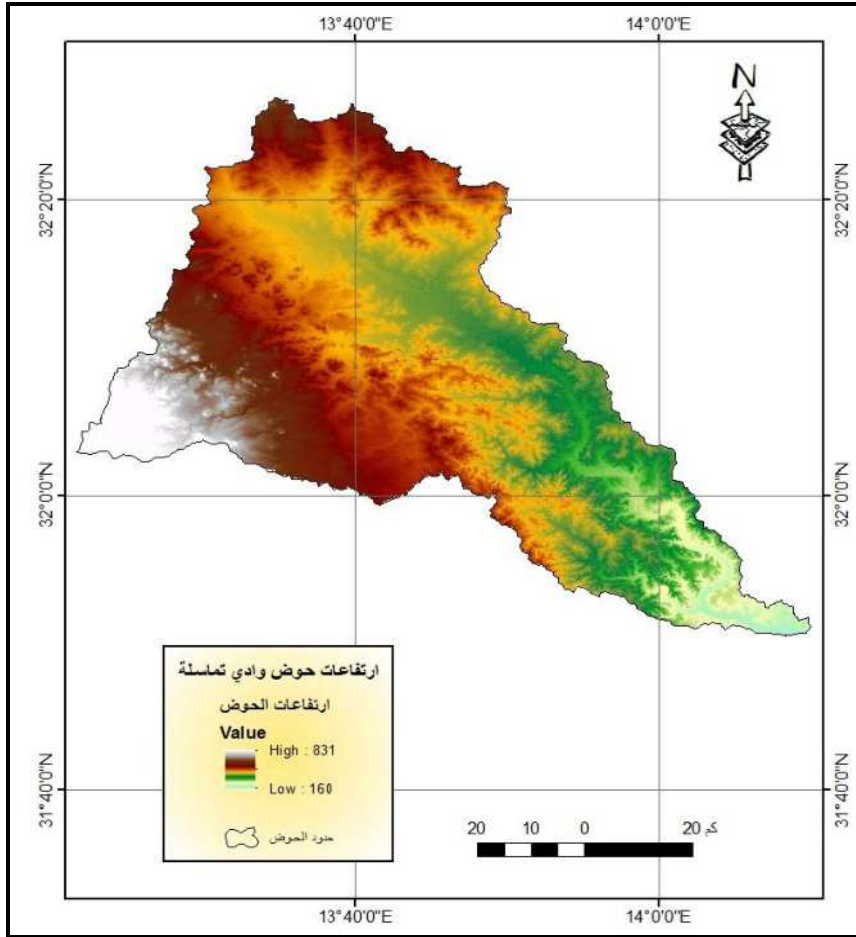 13°40'0"E 14°0'0"E
N
32°20'0"N 32°20'0"N
32°0'0"N 32°0'0"N
31°40'0"N 31°40'0"N
ارتفاعات حوض وادي تماسلة
ارتفاعات الحوض
Value
High : 831
Low : 160
حدود الحوض
20 10 0 20 كم
13°40'0"E 14°0'0"E